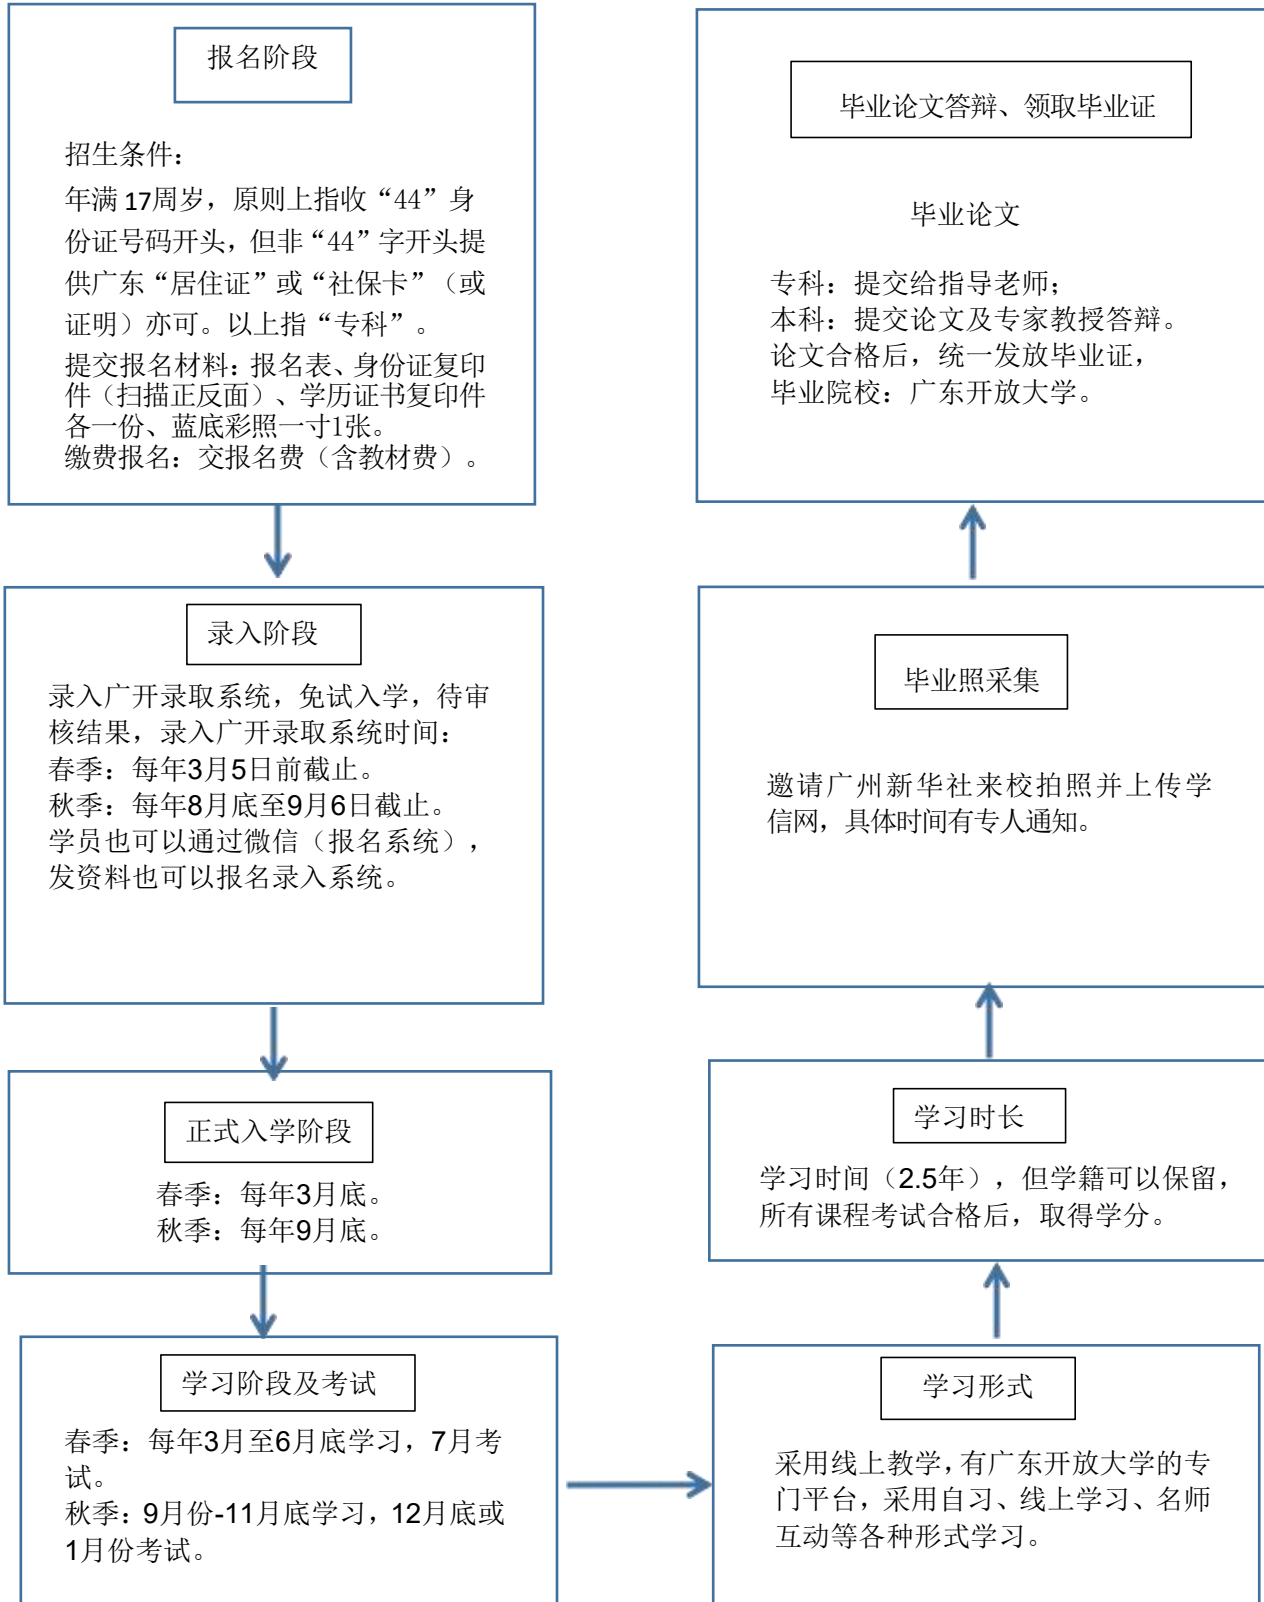 报名阶段
招生条件：
年满 17周岁，原则上指收“44”身
份证号码开头，但非“44”字开头提
供广东“居住证”或“社保卡”（或
证明）亦可。以上指“专科”。
提交报名材料：报名表、身份证复印
件（扫描正反面）、学历证书复印件
各一份、蓝底彩照一寸1张。
缴费报名：交报名费（含教材费）。
录入阶段
录入广开录取系统，免试入学，待审
核结果，录入广开录取系统时间：
春季：每年3月5日前截止。
秋季：每年8月底至9月6日截止。
学员也可以通过微信（报名系统），
发资料也可以报名录入系统。
正式入学阶段
春季：每年3月底。
秋季：每年9月底。
学习阶段及考试
春季：每年3月至6月底学习，7月考
试。
秋季：9月份-11月底学习，12月底或
1月份考试。
学习形式
采用线上教学，有广东开放大学的专
门平台，采用自习、线上学习、名师
互动等各种形式学习。
学习时长
学习时间（2.5年），但学籍可以保留，
所有课程考试合格后，取得学分。
毕业照采集
邀请广州新华社来校拍照并上传学
信网，具体时间有专人通知。
毕业论文答辩、领取毕业证
毕业论文
专科：提交给指导老师；
本科：提交论文及专家教授答辩。
论文合格后，统一发放毕业证，
毕业院校：广东开放大学。